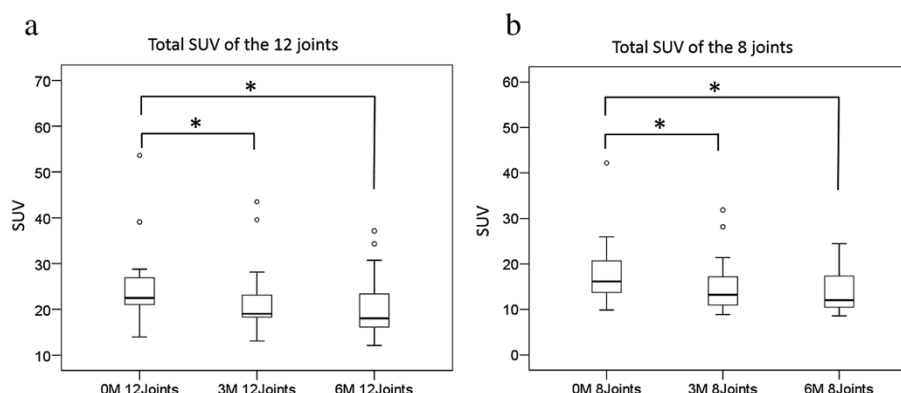 a
Total SUV of the 12 joints
SUV
70
60
50
40
30
20
10
*
*
0M 12Joints 3M 12Joints 6M 12Joints
b
Total SUV of the 8 joints
SUV
60
50
40
30
20
10
0
*
*
0M 8Joints 3M 8Joints 6M 8Joints